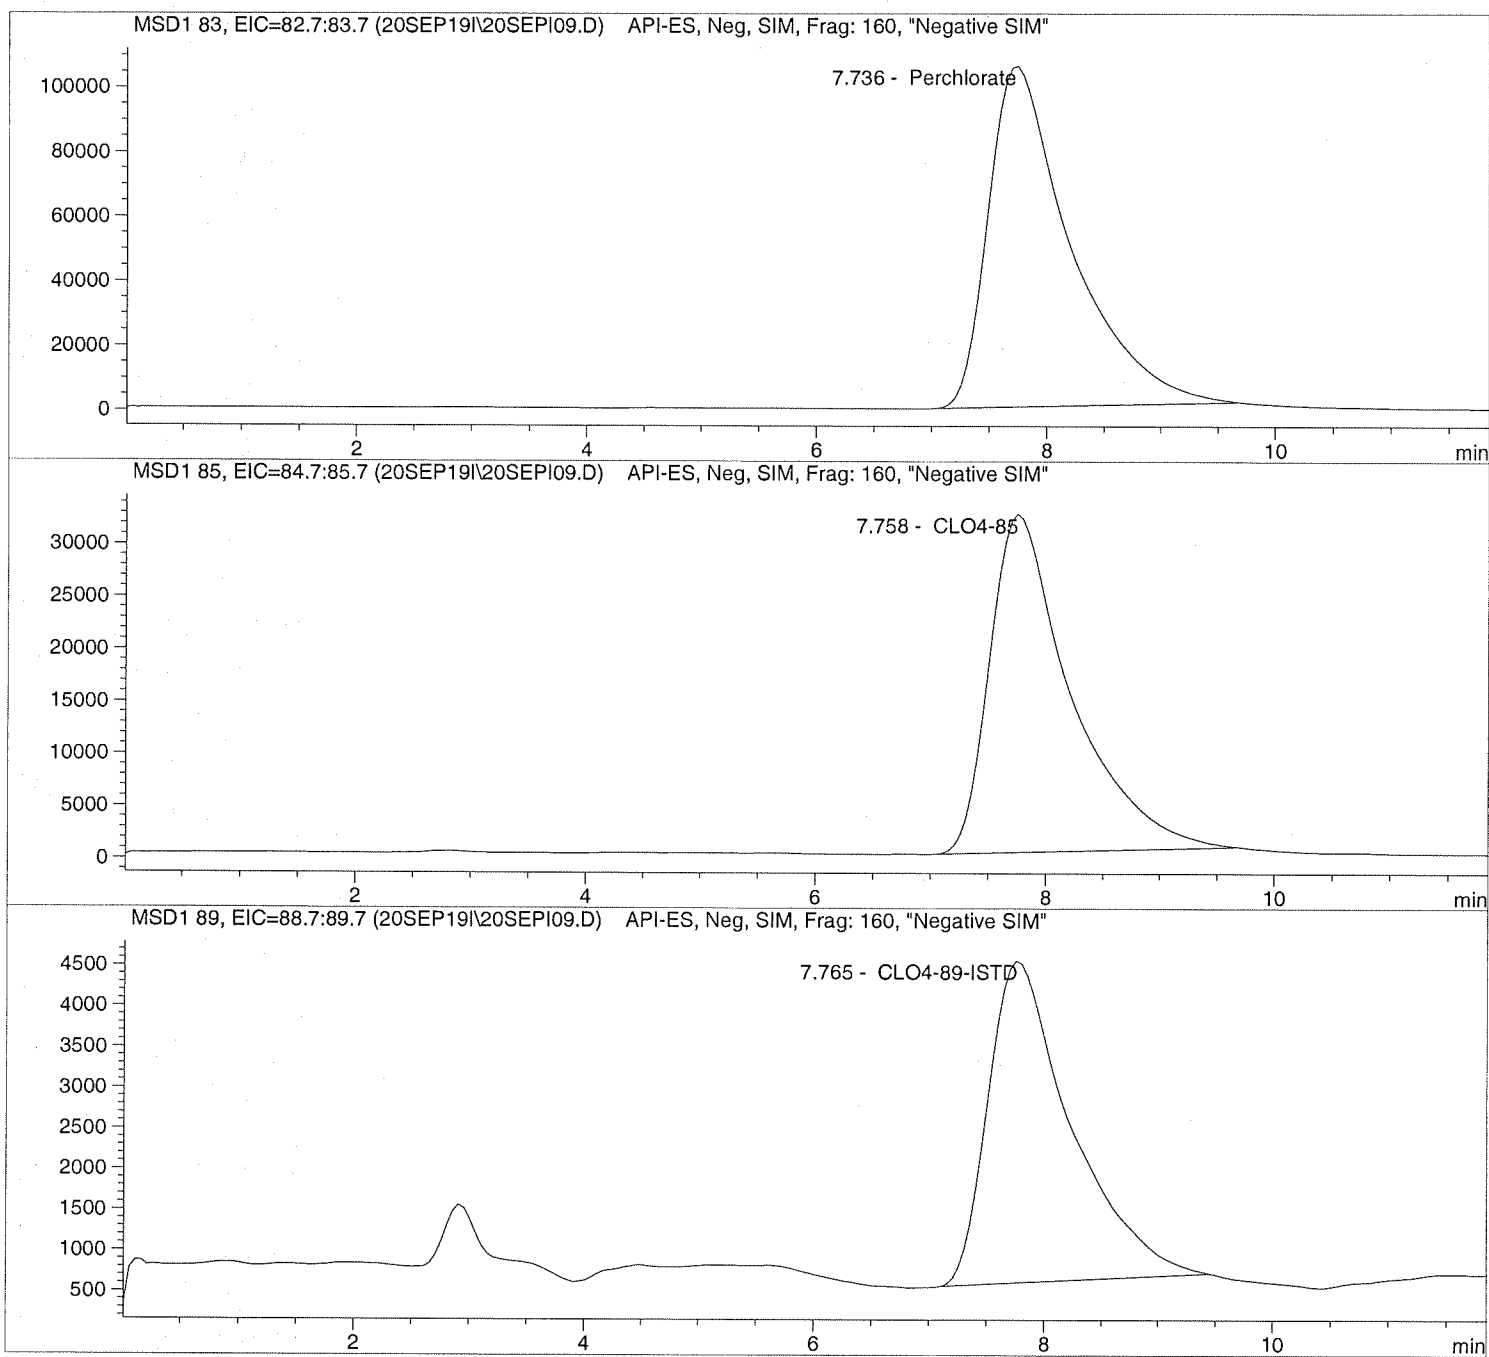 MSD1 83, EIC=82.7:83.7 (20SEP19I\20SEPI09.D) API-ES, Neg, SIM, Frag: 160, "Negative SIM"
7.736 - Perchlorate
100000
80000
60000
40000
20000
0
2 4 6 8 10 min
MSD1 85, EIC=84.7:85.7 (20SEP19I\20SEPI09.D) API-ES, Neg, SIM, Frag: 160, "Negative SIM"
7.758 - CLO4-85
30000
25000
20000
15000
10000
5000
0
2 4 6 8 10 min
MSD1 89, EIC=88.7:89.7 (20SEP19I\20SEPI09.D) API-ES, Neg, SIM, Frag: 160, "Negative SIM"
7.765 - CLO4-89-ISTD
4500
4000
3500
3000
2500
2000
1500
1000
500
2 4 6 8 10 min